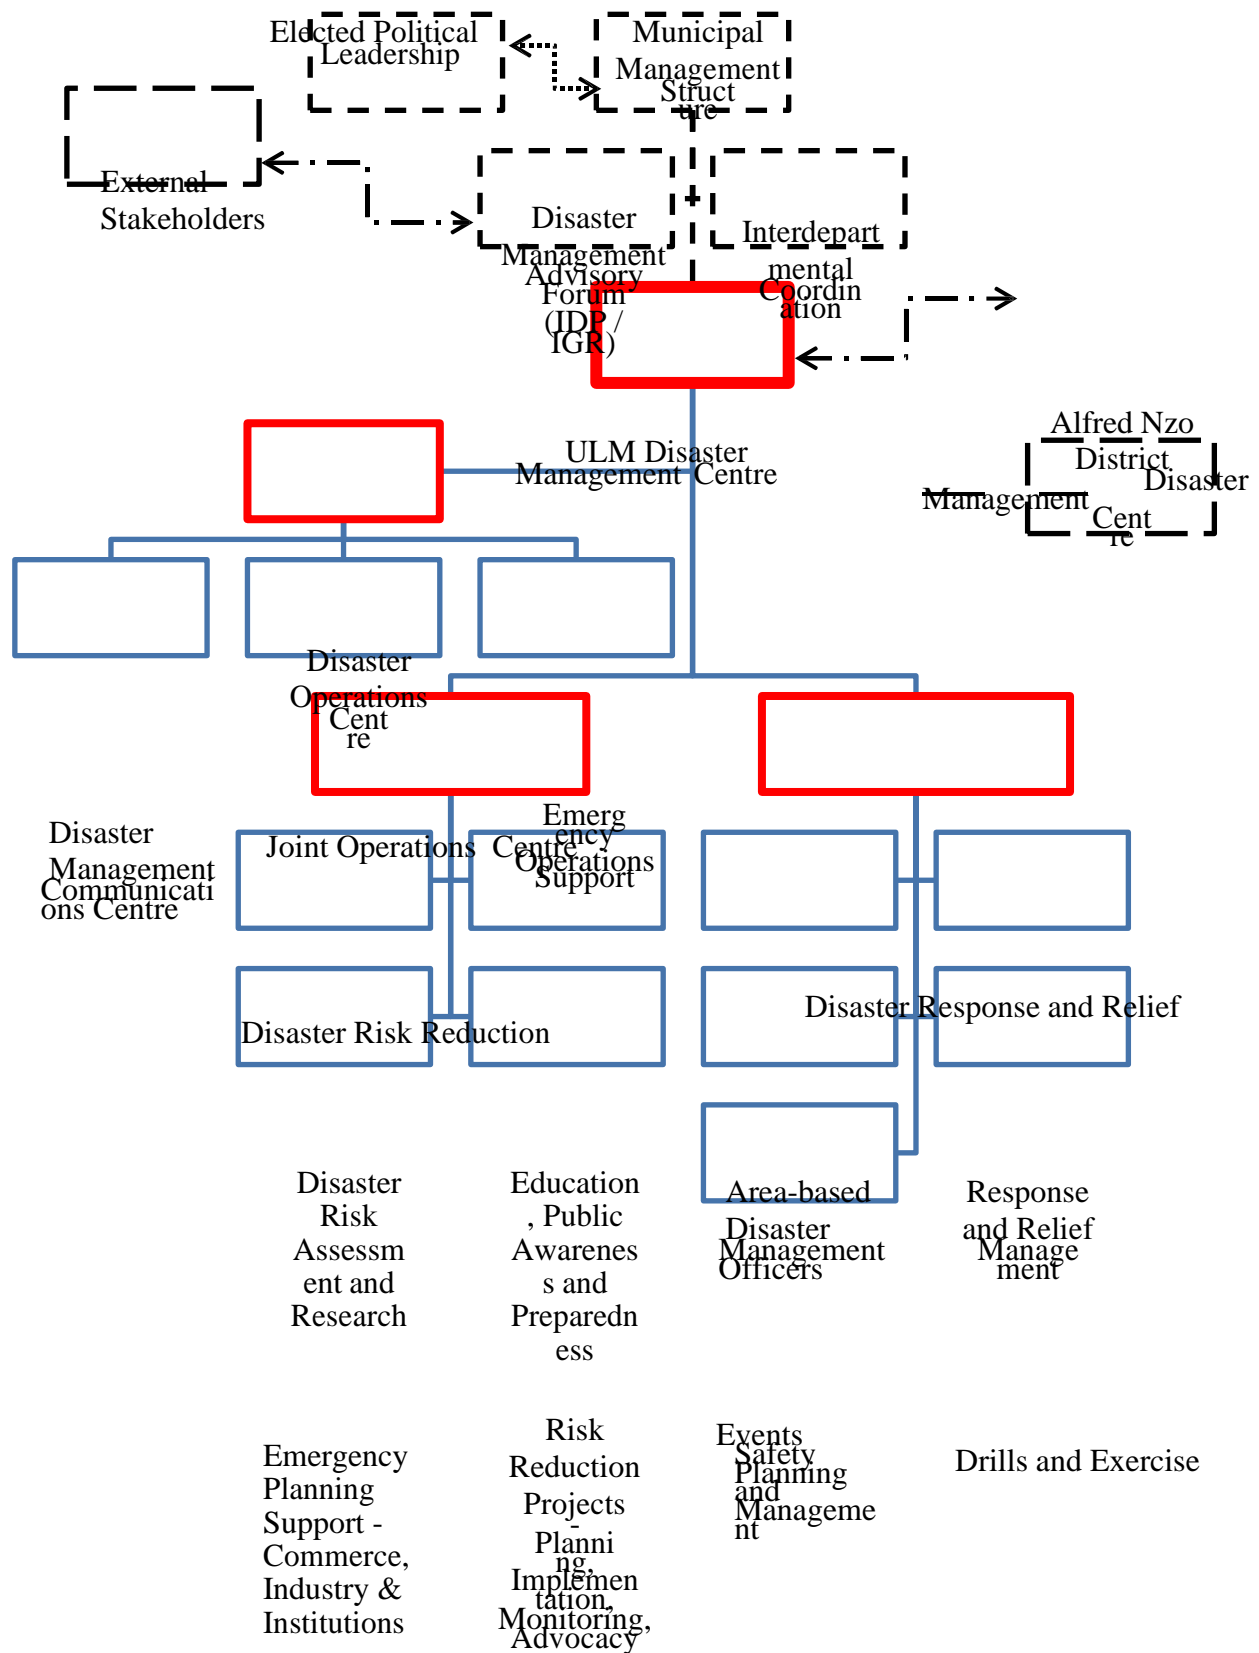 Elected Political
Leadership
Municipal
Management
Struct
ure
External
Stakeholders
Disaster
Management
Advisory
Forum
(IDP /
IGR)
Interdepart
mental
Coordin
ation
Alfred Nzo
District
Disaster
Management
Cent
re
ULM Disaster
Management Centre
Disaster
Operations
Cent
re
Disaster
Management
Communicati
ons Centre
Joint Operations Centre
Emerg
ency
Operations
Support
Disaster Risk Reduction
Disaster Response and Relief
Disaster
Risk
Assessm
ent and
Research
Education
, Public
Awarenes
s and
Preparedn
ess
Area-based
Disaster
Management
Officers
Response
and Relief
Manage
ment
Emergency
Planning
Support -
Commerce,
Industry &
Institutions
Risk
Reduction
Projects
-
Planni
ng,
Implemen
tation,
Monitoring,
Advocacy
Events
Safety
Planning
and
Manageme
nt
Drills and Exercise